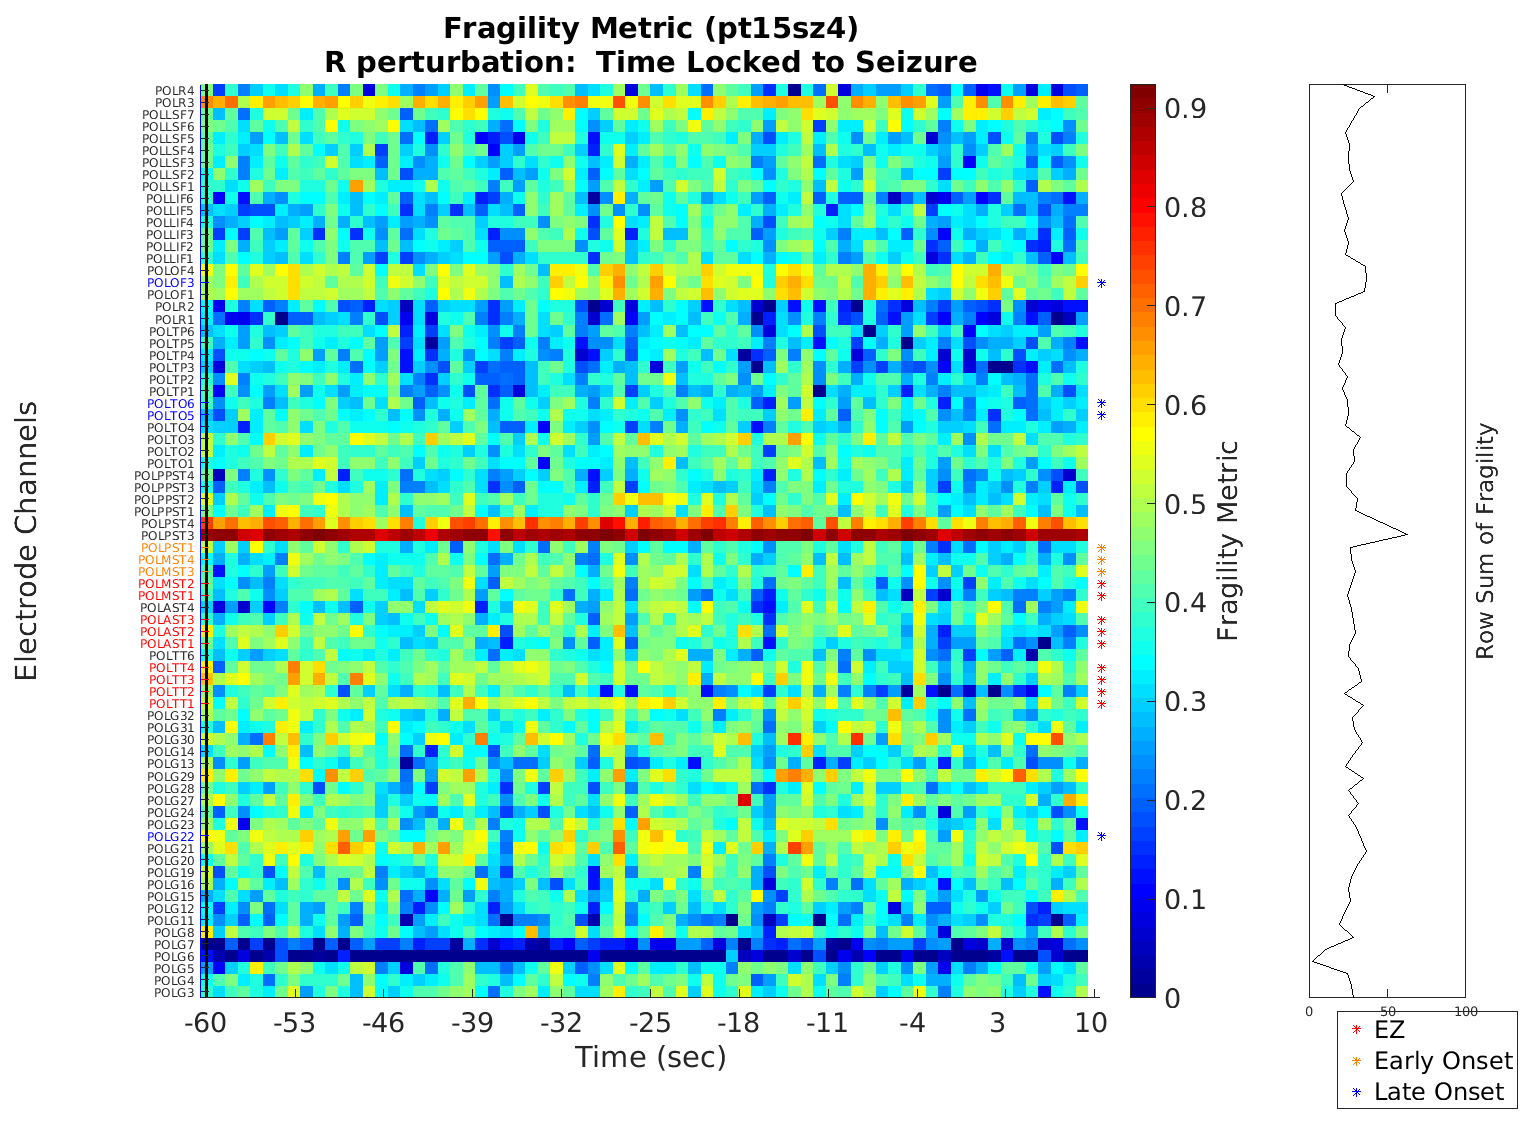 Fragility Metric (pt15sz4)
R perturbation:  Time Locked to Seizure
Electrode Channels
POLR4
POLR3
POLLSF7
POLLSF6
POLLSF5
POLLSF4
POLLSF3
POLLSF2
POLLSF1
POLLIF6
POLLIF5
POLLIF4
POLLIF3
POLLIF2
POLLIF1
POLOF4
POLOF3
POLOF1
POLR2
POLR1
POLTP6
POLTP5
POLTP4
POLTP3
POLTP2
POLTP1
POLTO6
POLTO5
POLTO4
POLTO3
POLTO2
POLTO1
POLPPST4
POLPPST3
POLPPST2
POLPPST1
POLPST4
POLPST3
POLPST1
POLMST4
POLMST3
POLMST2
POLMST1
POLAST4
POLAST3
POLAST2
POLAST1
POLTT6
POLTT4
POLTT3
POLTT2
POLTT1
POLG32
POLG31
POLG30
POLG14
POLG13
POLG29
POLG28
POLG27
POLG24
POLG23
POLG22
POLG21
POLG20
POLG19
POLG16
POLG15
POLG12
POLG11
POLG8
POLG7
POLG6
POLG5
POLG4
POLG3
-60 -53 -46 -39 -32 -25 -18 -11 -4 3 10
Time (sec)
0.9
0.8
0.7
0.6
0.5
0.4
0.3
0.2
0.1
0
Fragility Metric
Row Sum of Fragility
0 50 100
EZ
Early Onset
Late Onset